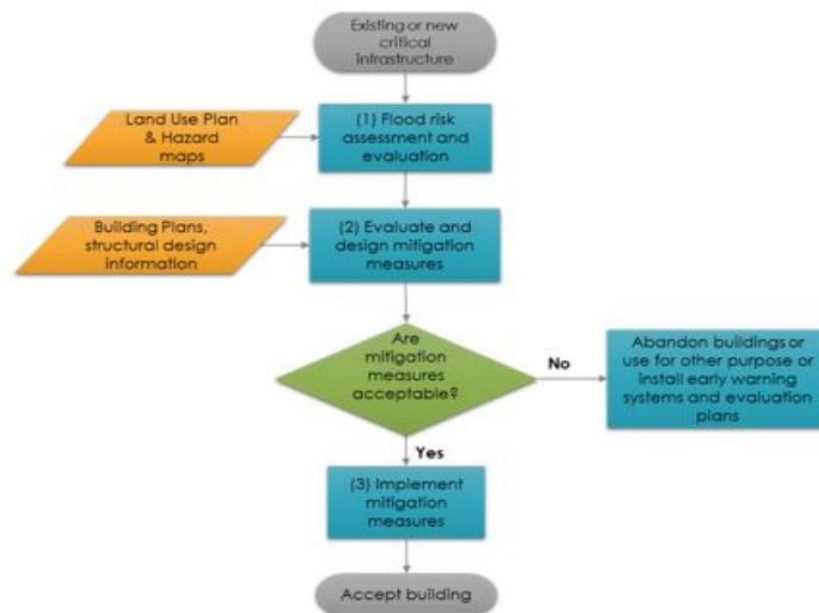 Existing or new
critical
infrastructure
Land Use Plan
& Hazard
maps
(1) Flood risk
assessment and
evaluation
Building Plans,
structural design
information
(2) Evaluate and
design mitigation
measures
Are
mitigation
measures
acceptable?
No
Abandon buildings or
use for other purpose or
install early warning
systems and evaluation
plans
Yes
(3) Implement
mitigation
measures
Accept building